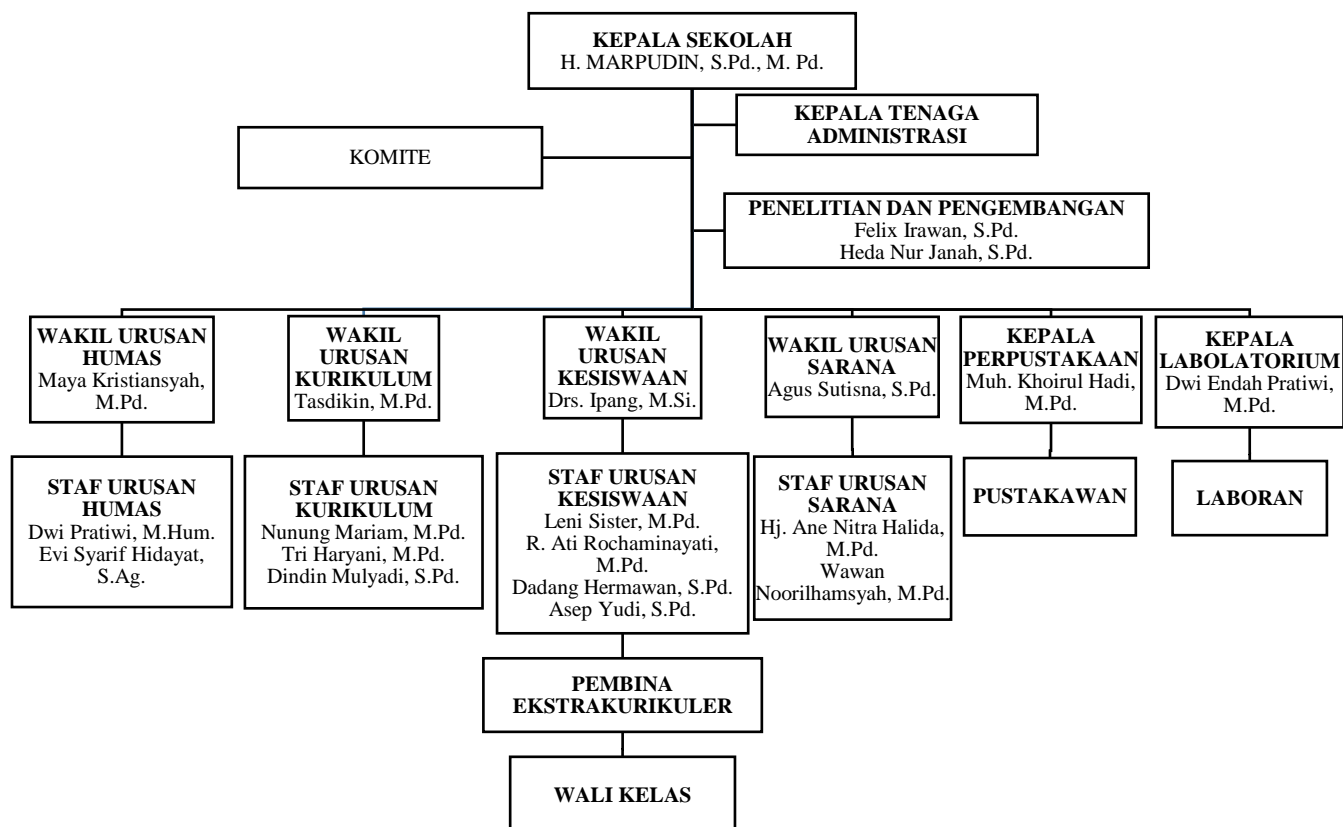 KEPALA SEKOLAH
H. MARPUDIN, S.Pd., M. Pd.
KEPALA TENAGA
ADMINISTRASI
KOMITE
PENELITIAN DAN PENGEMBANGAN
Felix Irawan, S.Pd.
Heda Nur Janah, S.Pd.
WAKIL URUSAN
HUMAS
Maya Kristiansyah,
M.Pd.
WAKIL
URUSAN
KURIKULUM
Tasdikin, M.Pd.
WAKIL
URUSAN
KESISWAAN
Drs. Ipang, M.Si.
WAKIL URUSAN
SARANA
Agus Sutisna, S.Pd.
KEPALA
PERPUSTAKAAN
Muh. Khoirul Hadi,
M.Pd.
KEPALA
LABOLATORIUM
Dwi Endah Pratiwi,
M.Pd.
STAF URUSAN
HUMAS
Dwi Pratiwi, M.Hum.
Evi Syarif Hidayat,
S.Ag.
STAF URUSAN
KURIKULUM
Nunung Mariam, M.Pd.
Tri Haryani, M.Pd.
Dindin Mulyadi, S.Pd.
STAF URUSAN
KESISWAAN
Leni Sister, M.Pd.
R. Ati Rochaminayati,
M.Pd.
Dadang Hermawan, S.Pd.
Asep Yudi, S.Pd.
STAF URUSAN
SARANA
Hj. Ane Nitra Halida,
M.Pd.
Wawan
Noorilhamsyah, M.Pd.
PUSTAKAWAN
LABORAN
PEMBINA
EKSTRAKURIKULER
WALI KELAS